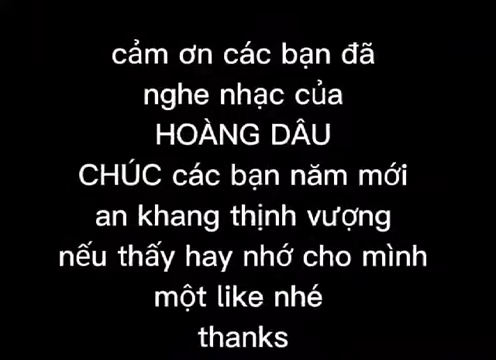 cảm ơn các bạn đã
nghe nhạc của
HOÀNG DÂU
CHÚC các bạn năm mới
an khang thịnh vượng
nếu thấy hay nhớ cho mình
một like nhé
thanks